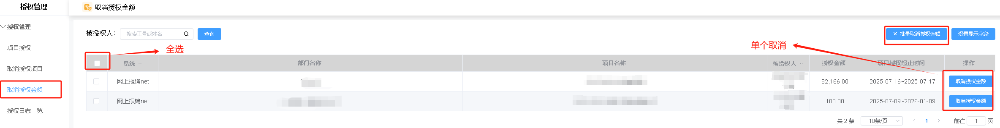 授权管理
取消授权金额
授权管理
项目授权
取消授权项目
取消授权金额
授权日志一览
被授权人： 搜索工号或姓名 查询 × 批量取消授权金额 设置显示字段
全选
单个取消
系统 部门名称 项目名称 被授权人 授权金额 项目授权起止时间 操作
网上报销net 82,166.00 2025-07-16~2025-07-17 取消授权金额
网上报销net 100.00 2025-07-09~2026-01-09 取消授权金额
共 2 条 10条/页 1 前往 1 页